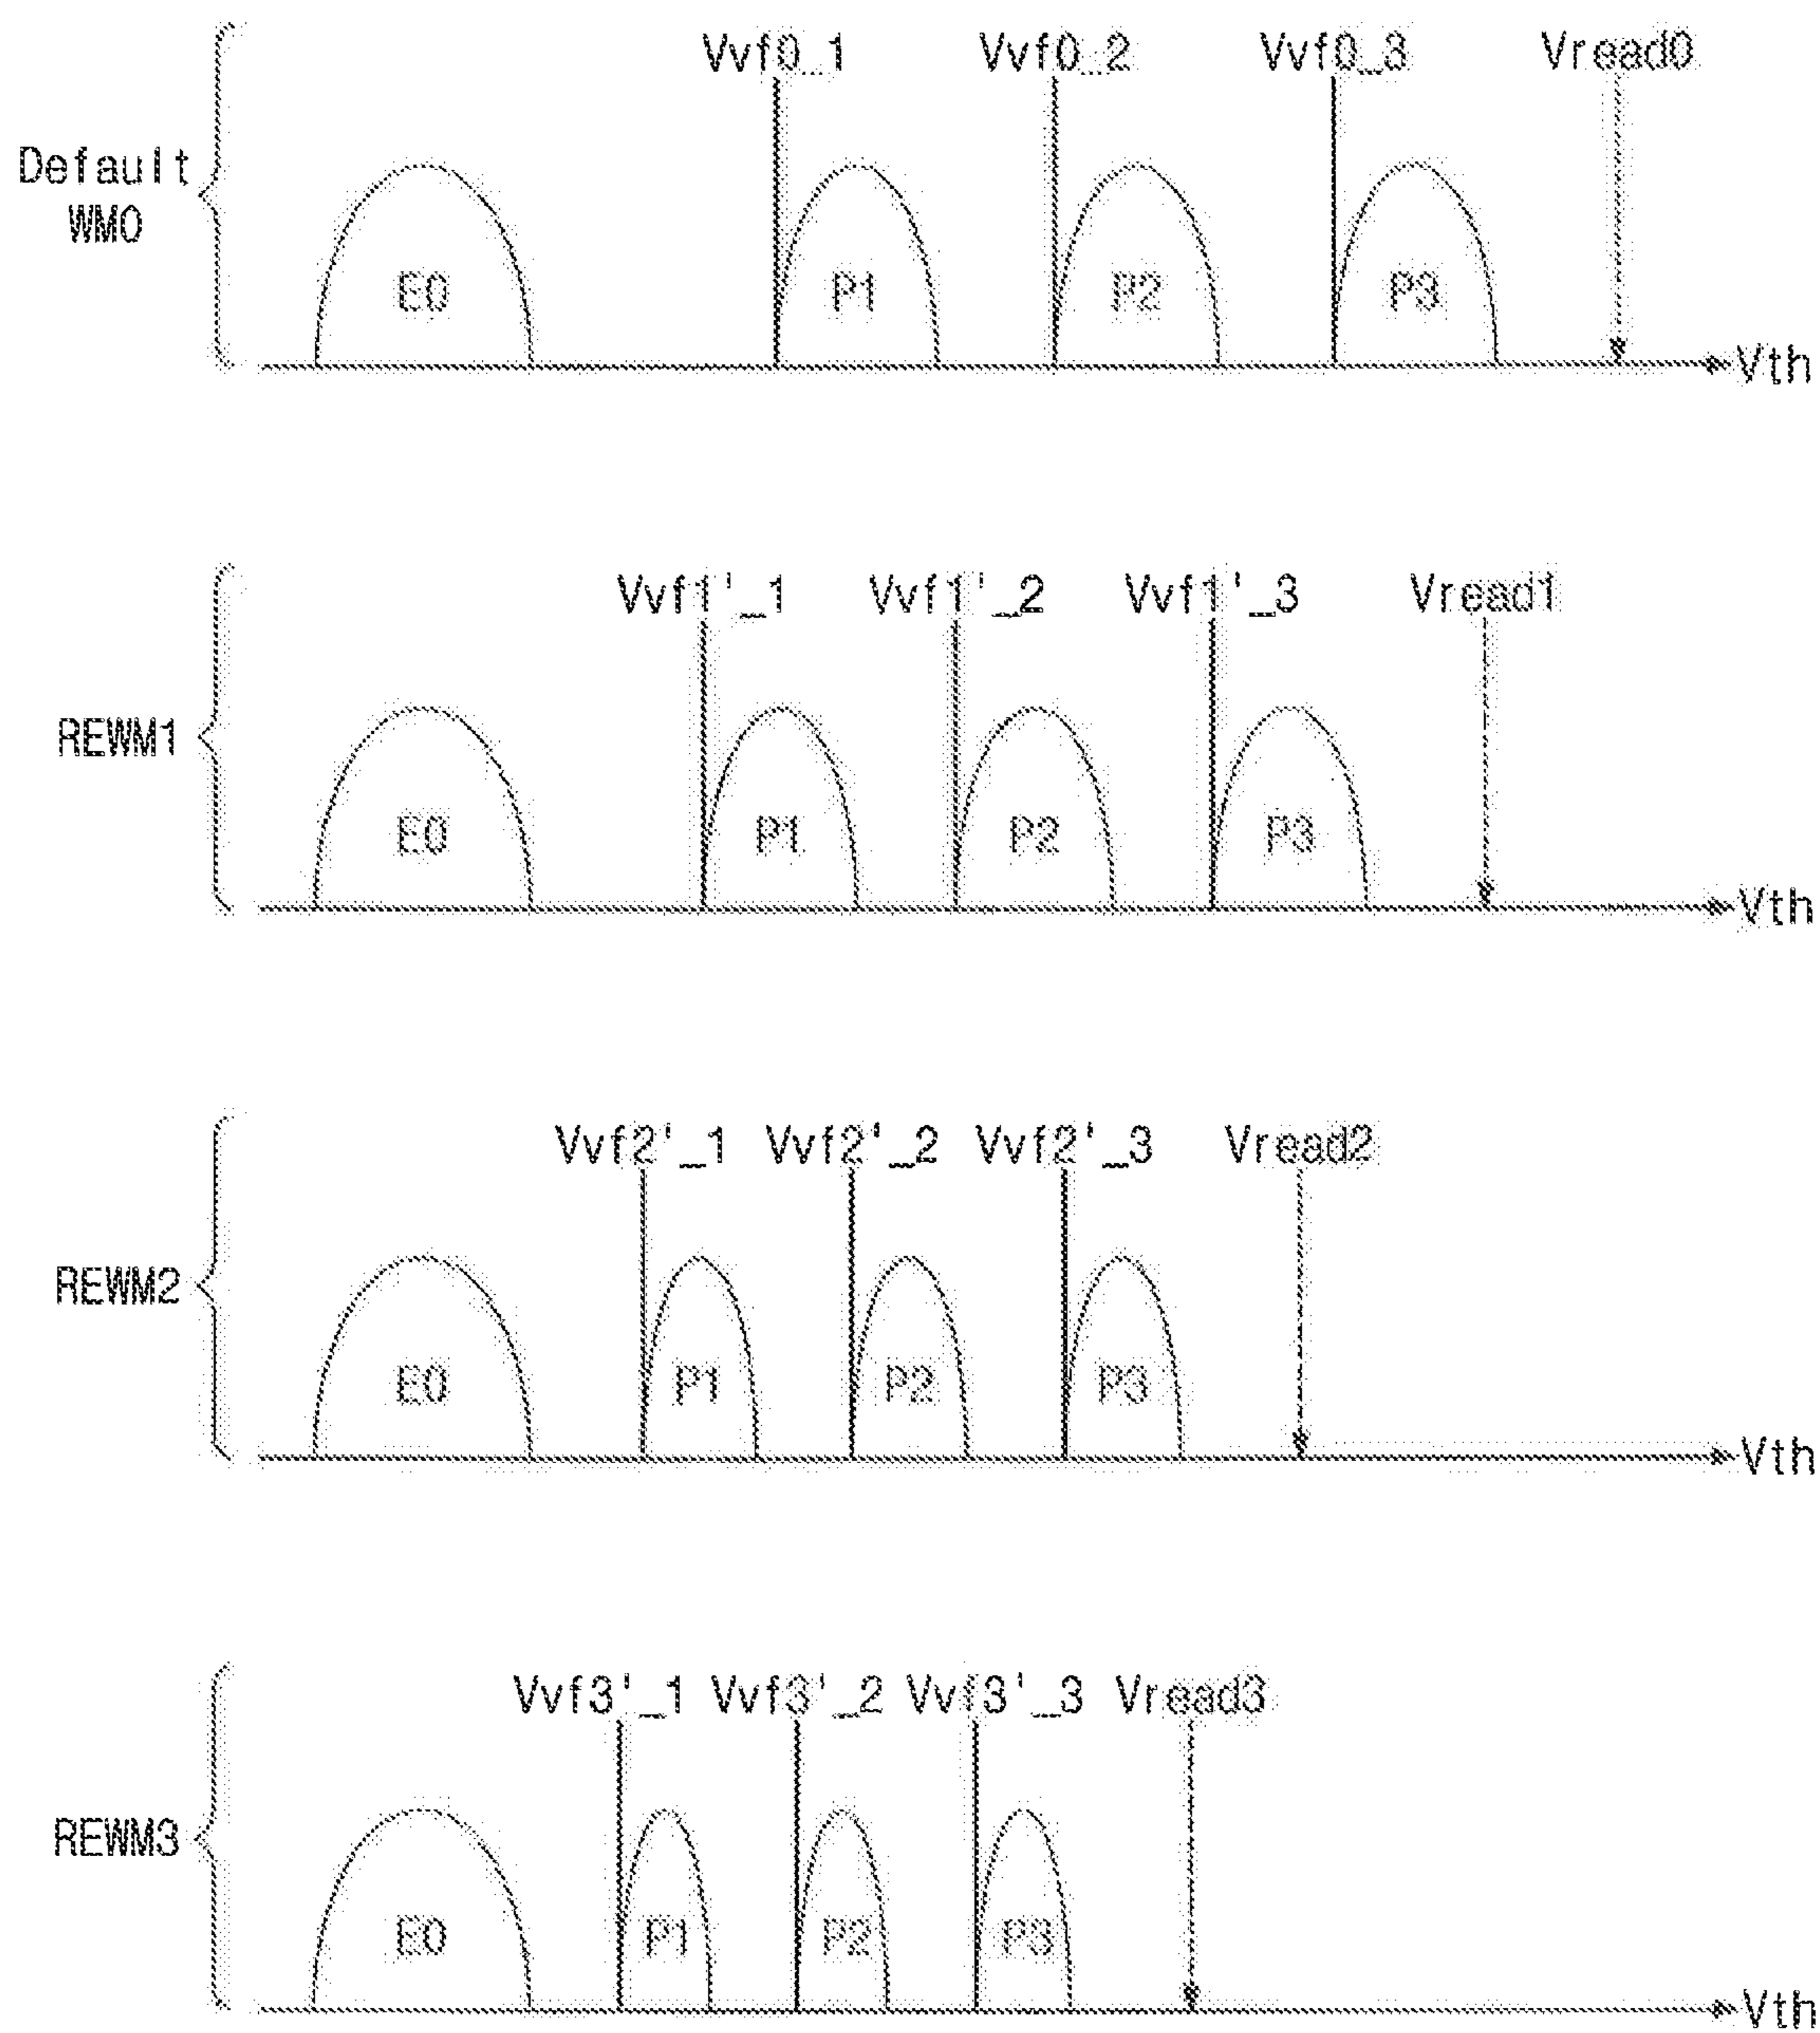 Vvf0_1 Vvf0_2 Vvf0_3 Vread0
Default
WM0
E0 P1 P2 P3
Vth
Vvf1'_1 Vvf1'_2 Vvf1'_3 Vread1
REWM1
E0 P1 P2 P3
Vth
Vvf2'_1 Vvf2'_2 Vvf2'_3 Vread2
REWM2
E0 P1 P2 P3
Vth
Vvf3'_1 Vvf3'_2 Vvf3'_3 Vread3
REWM3
E0 P1 P2 P3
Vth